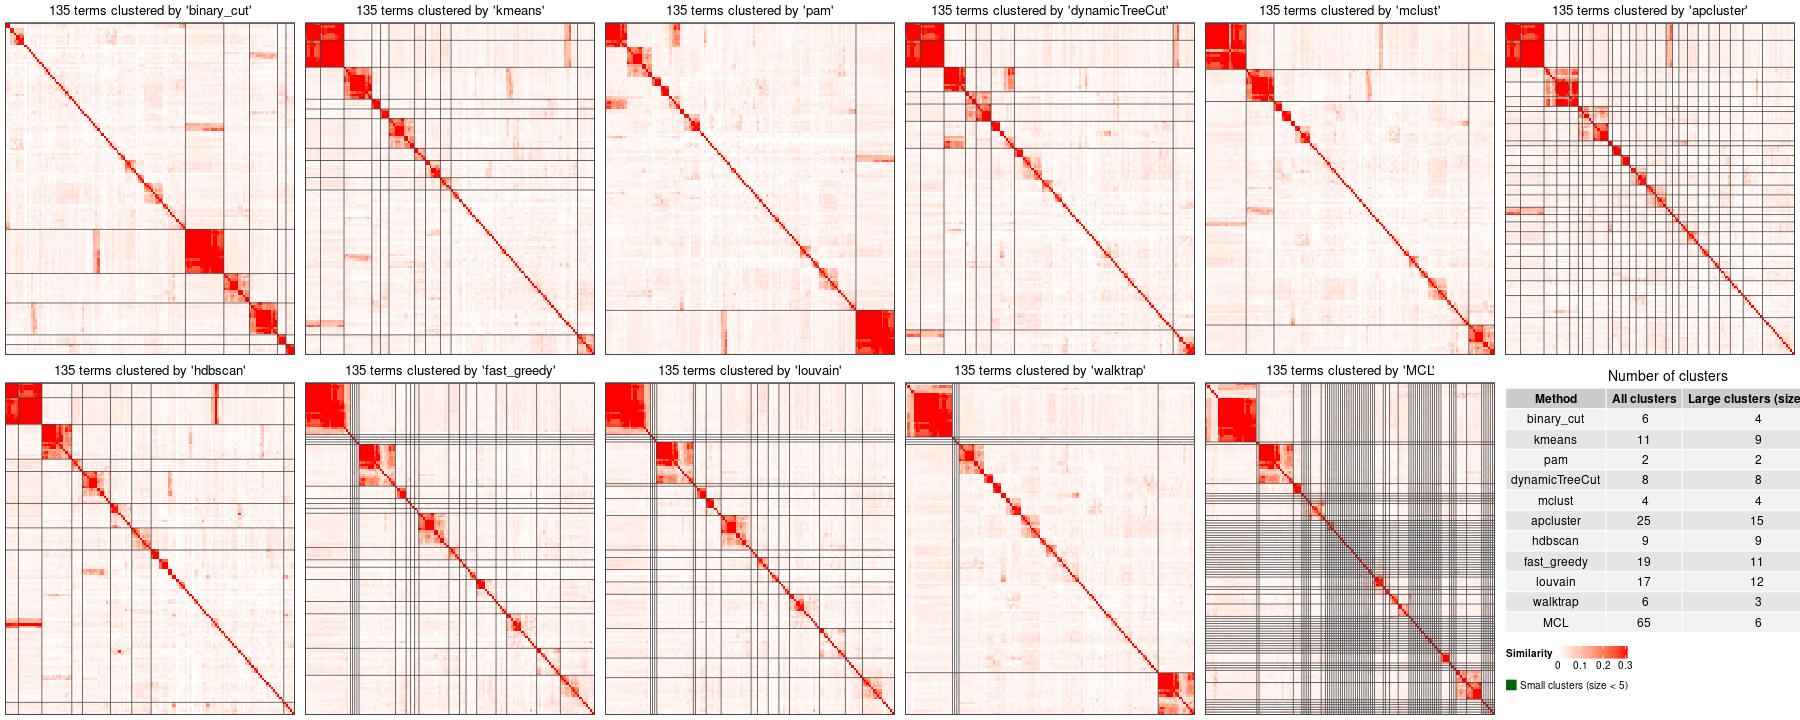 135 terms clustered by 'binary_cut'
135 terms clustered by 'kmeans'
135 terms clustered by 'pam'
135 terms clustered by 'dynamicTreeCut'
135 terms clustered by 'mclust'
135 terms clustered by 'apcluster'
135 terms clustered by 'hdbscan'
135 terms clustered by 'fast_greedy'
135 terms clustered by 'louvain'
135 terms clustered by 'walktrap'
135 terms clustered by 'MCL'
Number of clusters
Method All clusters Large clusters (size
binary_cut 6 4
kmeans 11 9
pam 2 2
dynamicTreeCut 8 8
mclust 4 4
apcluster 25 15
hdbscan 9 9
fast_greedy 19 11
louvain 17 12
walktrap 6 3
MCL 65 6
Similarity
0 0.1 0.2 0.3
Small clusters (size < 5)